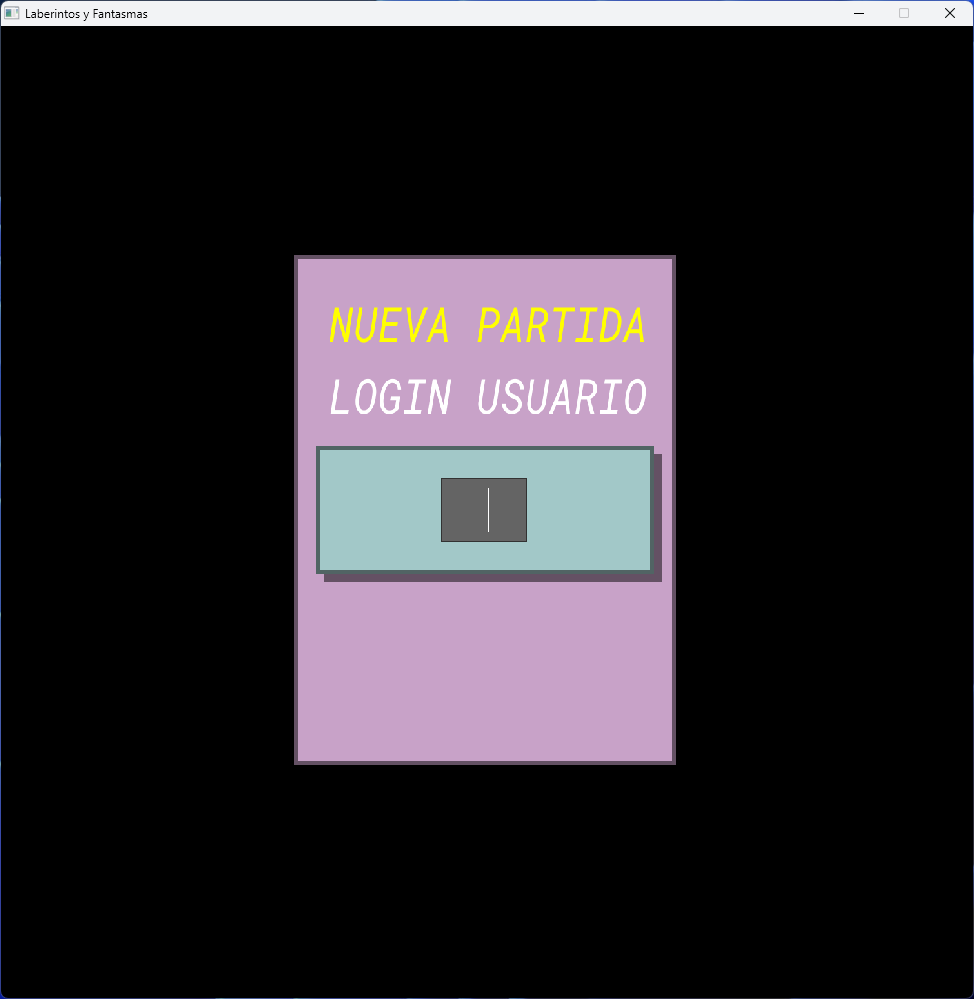 Laberintos y Fantasmas
NUEVA PARTIDA
LOGIN USUARIO